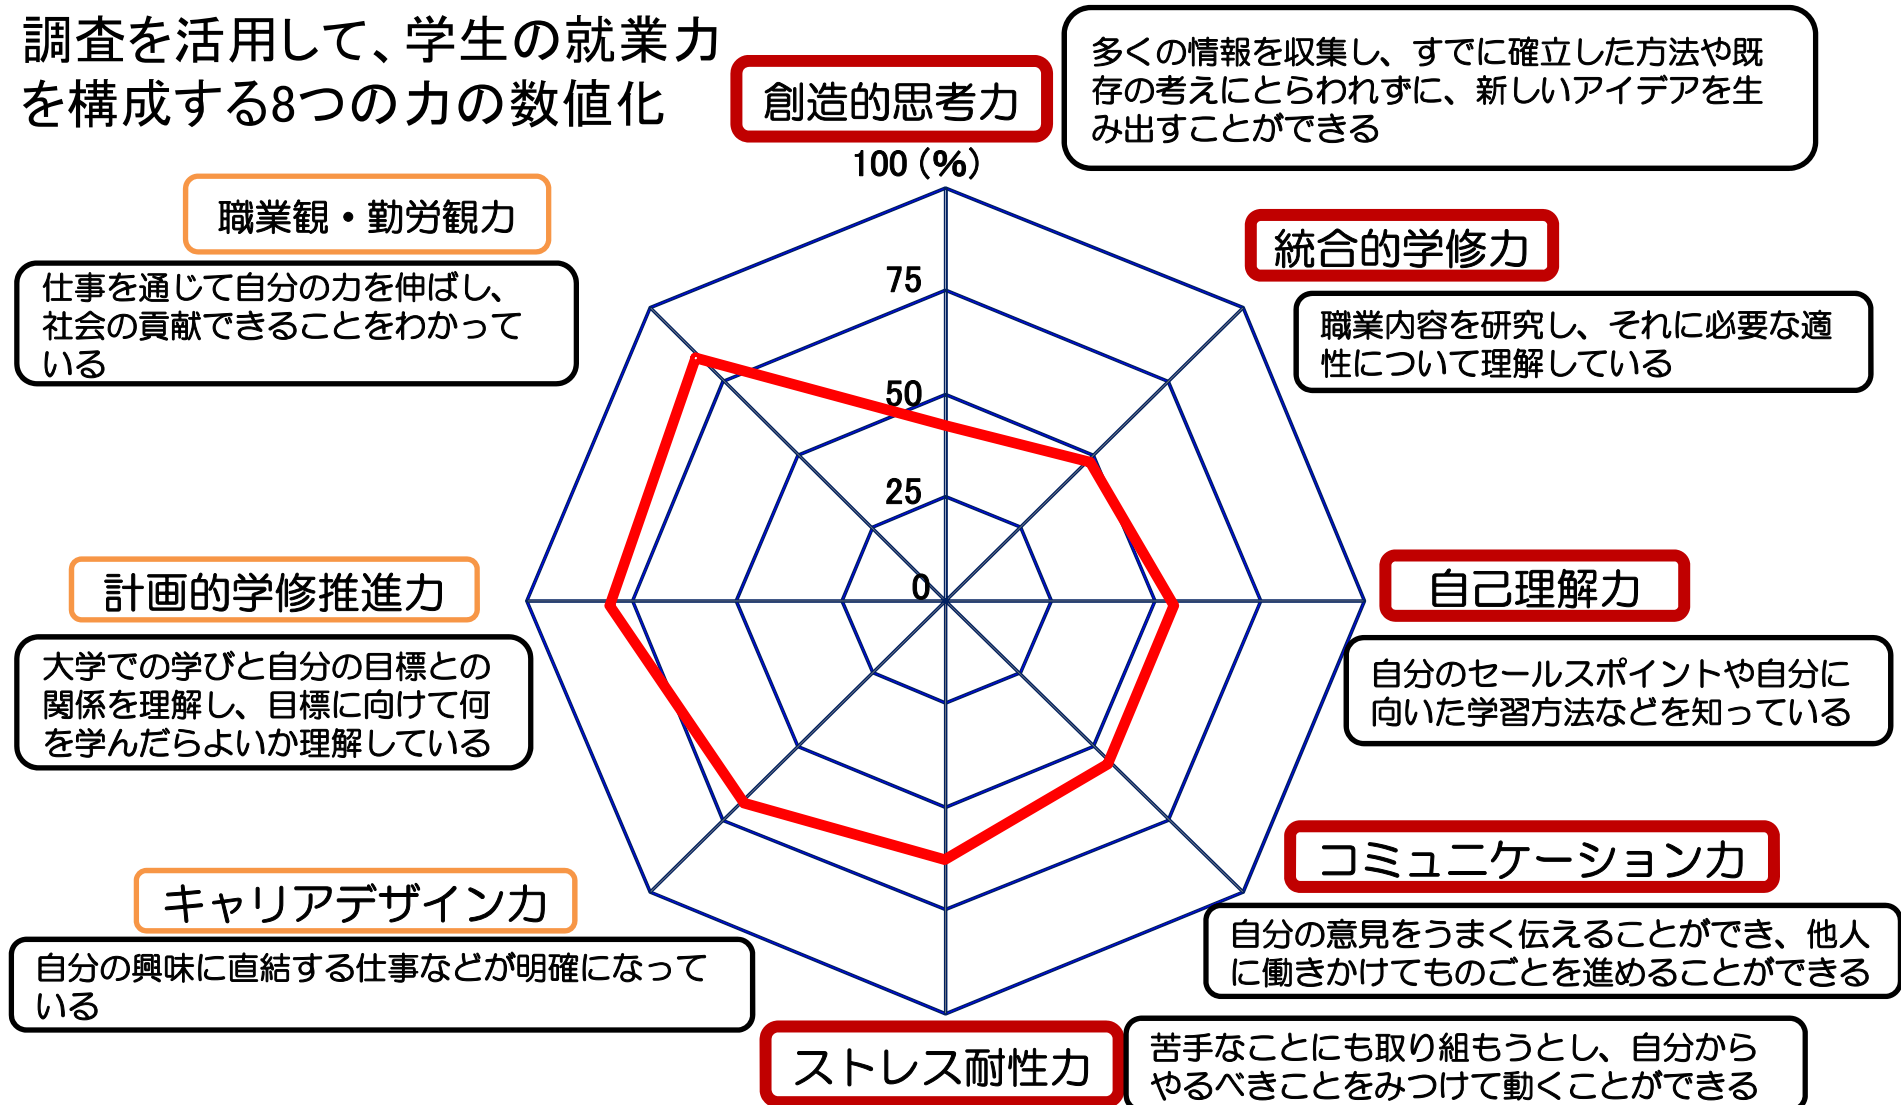 調査を活用して、学生の就業力
を構成する8つの力の数値化
創造的思考力
多くの情報を収集し、すでに確立した方法や既
存の考えにとらわれずに、新しいアイデアを生
み出すことができる
100(%)
75
50
25
0
統合的学修力
職業内容を研究し、それに必要な適
性について理解している
自己理解力
自分のセールスポイントや自分に
向いた学習方法などを知っている
コミュニケーション力
自分の意見をうまく伝えることができ、他人
に働きかけてものごとを進めることができる
ストレス耐性力
苦手なことにも取り組もうとし、自分から
やるべきことをみつけて動くことができる
キャリアデザイン力
自分の興味に直結する仕事などが明確になって
いる
計画的学修推進力
大学での学びと自分の目標との
関係を理解し、目標に向けて何
を学んだらよいか理解している
職業観・勤労観力
仕事を通じて自分の力を伸ばし、
社会の貢献できることをわかって
いる